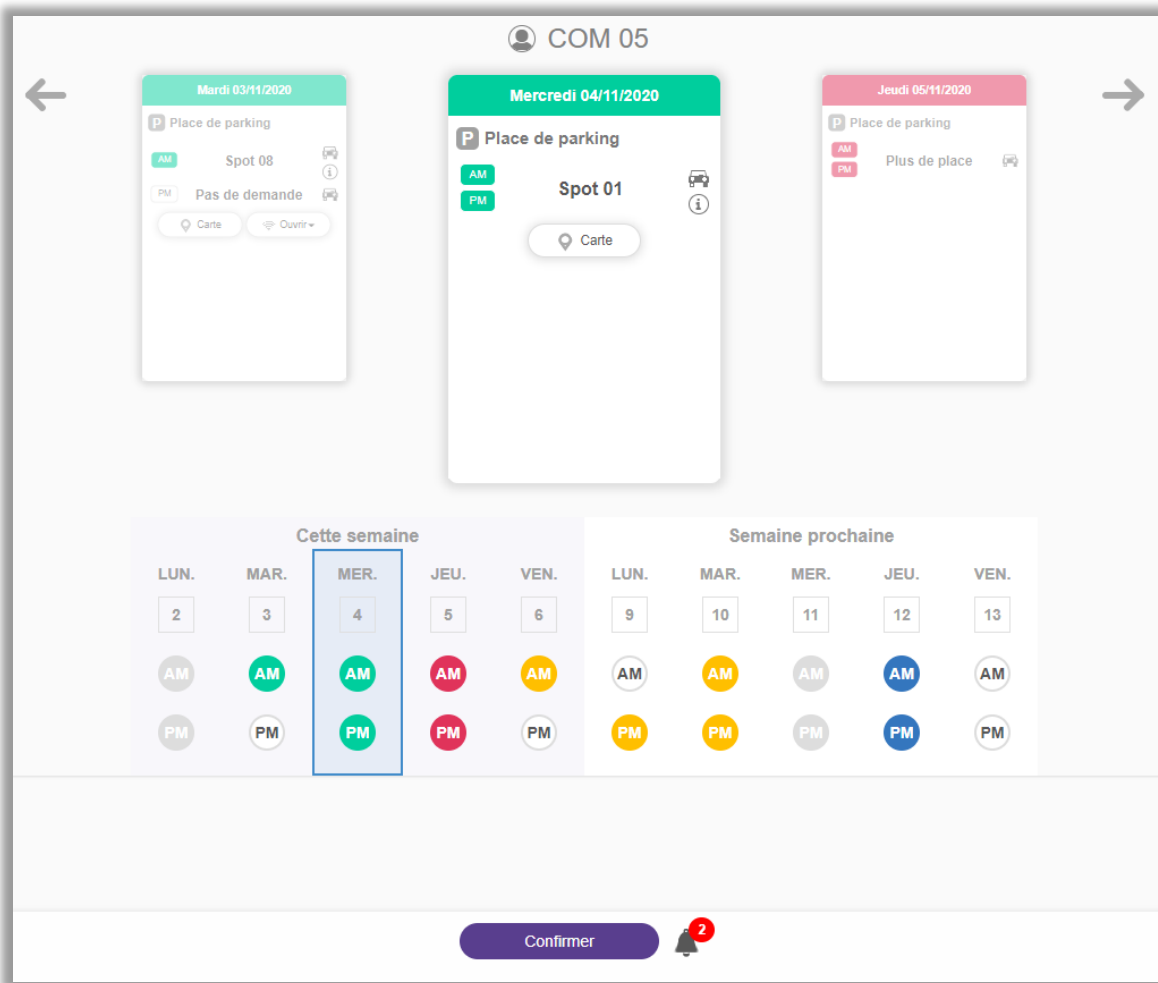 COM 05
Mardi 03/11/2020
P Place de parking
AM Spot 08
i
PM Pas de demande
Carte Ouvrir
Mercredi 04/11/2020
P Place de parking
AM
PM
Spot 01
i
Carte
Jeudi 05/11/2020
P Place de parking
AM
PM
Plus de place
Cette semaine Semaine prochaine
LUN. MAR. MER. JEU. VEN. LUN. MAR. MER. JEU. VEN.
2 3 4 5 6 9 10 11 12 13
AM AM AM AM AM AM AM AM AM AM
PM PM PM PM PM PM PM PM PM PM
Confirmer 2